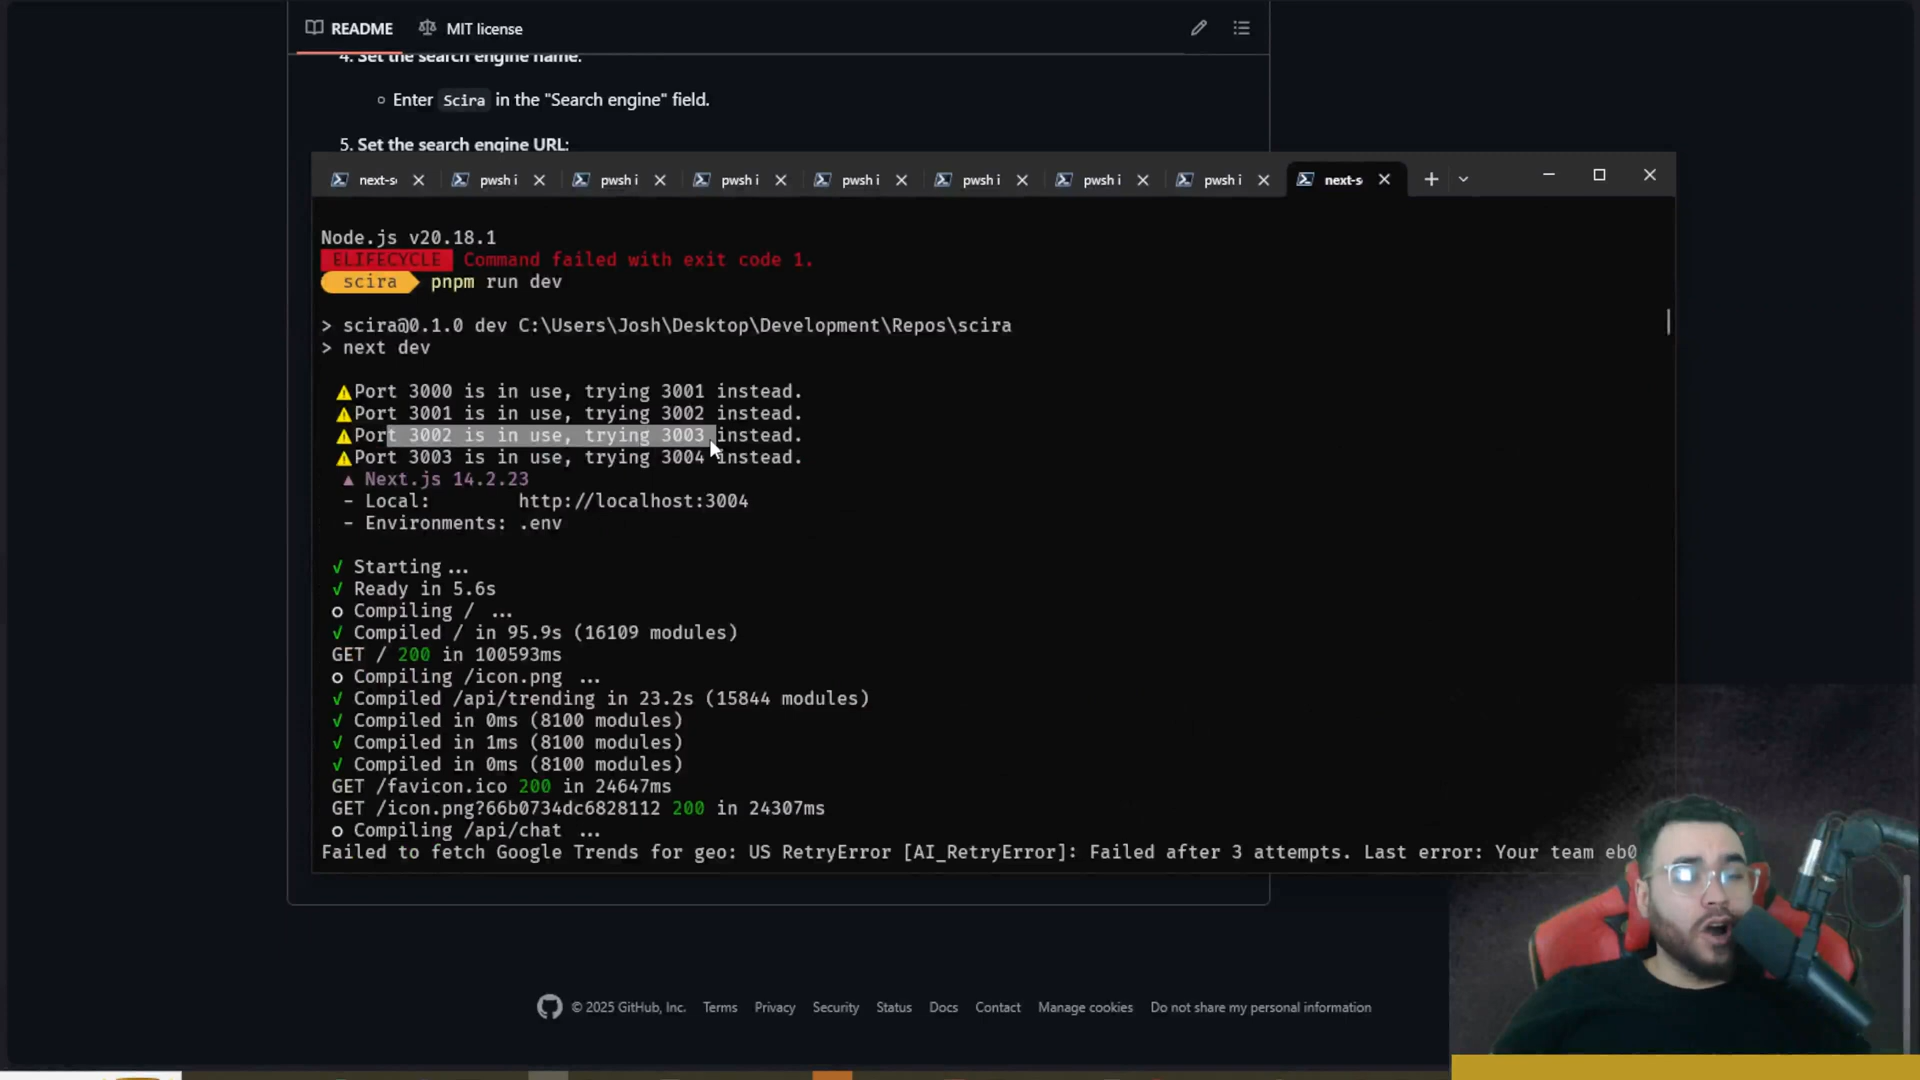 README
MIT license
4. Set the search engine name:
Enter Scira in the "Search engine" field.
5. Set the search engine URL:
next-s
pwsh i
pwsh i
pwsh i
pwsh i
pwsh i
pwsh i
pwsh i
next-s
Node.js v20.18.1
ELIFECYCLE Command failed with exit code 1.
scira pnpm run dev
> scira@0.1.0 dev C:\Users\Josh\Desktop\Development\Repos\scira
> next dev
Port 3000 is in use, trying 3001 instead.
Port 3001 is in use, trying 3002 instead.
Port 3002 is in use, trying 3003 instead.
Port 3003 is in use, trying 3004 instead.
▲ Next.js 14.2.23
- Local: http://localhost:3004
- Environments: .env
√ Starting...
√ Ready in 5.6s
○ Compiling / ...
√ Compiled / in 95.9s (16109 modules)
GET / 200 in 100593ms
○ Compiling /icon.png ...
√ Compiled /api/trending in 23.2s (15844 modules)
√ Compiled in 0ms (8100 modules)
√ Compiled in 1ms (8100 modules)
√ Compiled in 0ms (8100 modules)
GET /favicon.ico 200 in 24647ms
GET /icon.png?66b0734dc6828112 200 in 24307ms
○ Compiling /api/chat ...
Failed to fetch Google Trends for geo: US RetryError [AI_RetryError]: Failed after 3 attempts. Last error: Your team eb0
© 2025 GitHub, Inc. Terms Privacy Security Status Docs Contact Manage cookies Do not share my personal information